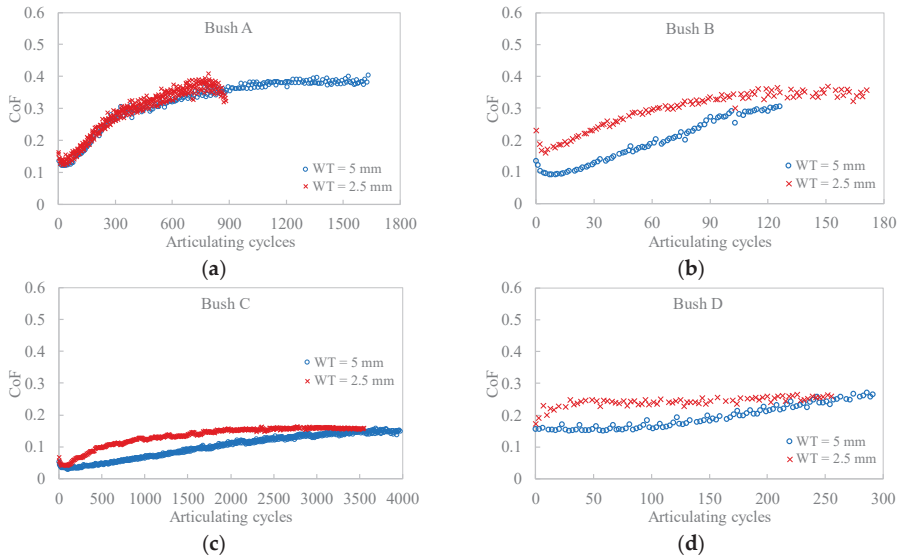 0.6
0.5
0.4
0.3
0.2
0.1
0
CoF
Bush A
WT = 5 mm
WT = 2.5 mm
0 300 600 900 1200 1500 1800
Articulating cyclces
(a)
0.6
0.5
0.4
0.3
0.2
0.1
0
CoF
Bush B
WT = 5 mm
WT = 2.5 mm
0 30 60 90 120 150 180
Articulating cycles
(b)
0.6
0.5
0.4
0.3
0.2
0.1
0
CoF
Bush C
WT = 5 mm
WT = 2.5 mm
0 500 1000 1500 2000 2500 3000 3500 4000
Articulating cycles
(c)
0.6
0.5
0.4
0.3
0.2
0.1
0
CoF
Bush D
WT = 5 mm
WT = 2.5 mm
0 50 100 150 200 250 300
Articulating cycles
(d)